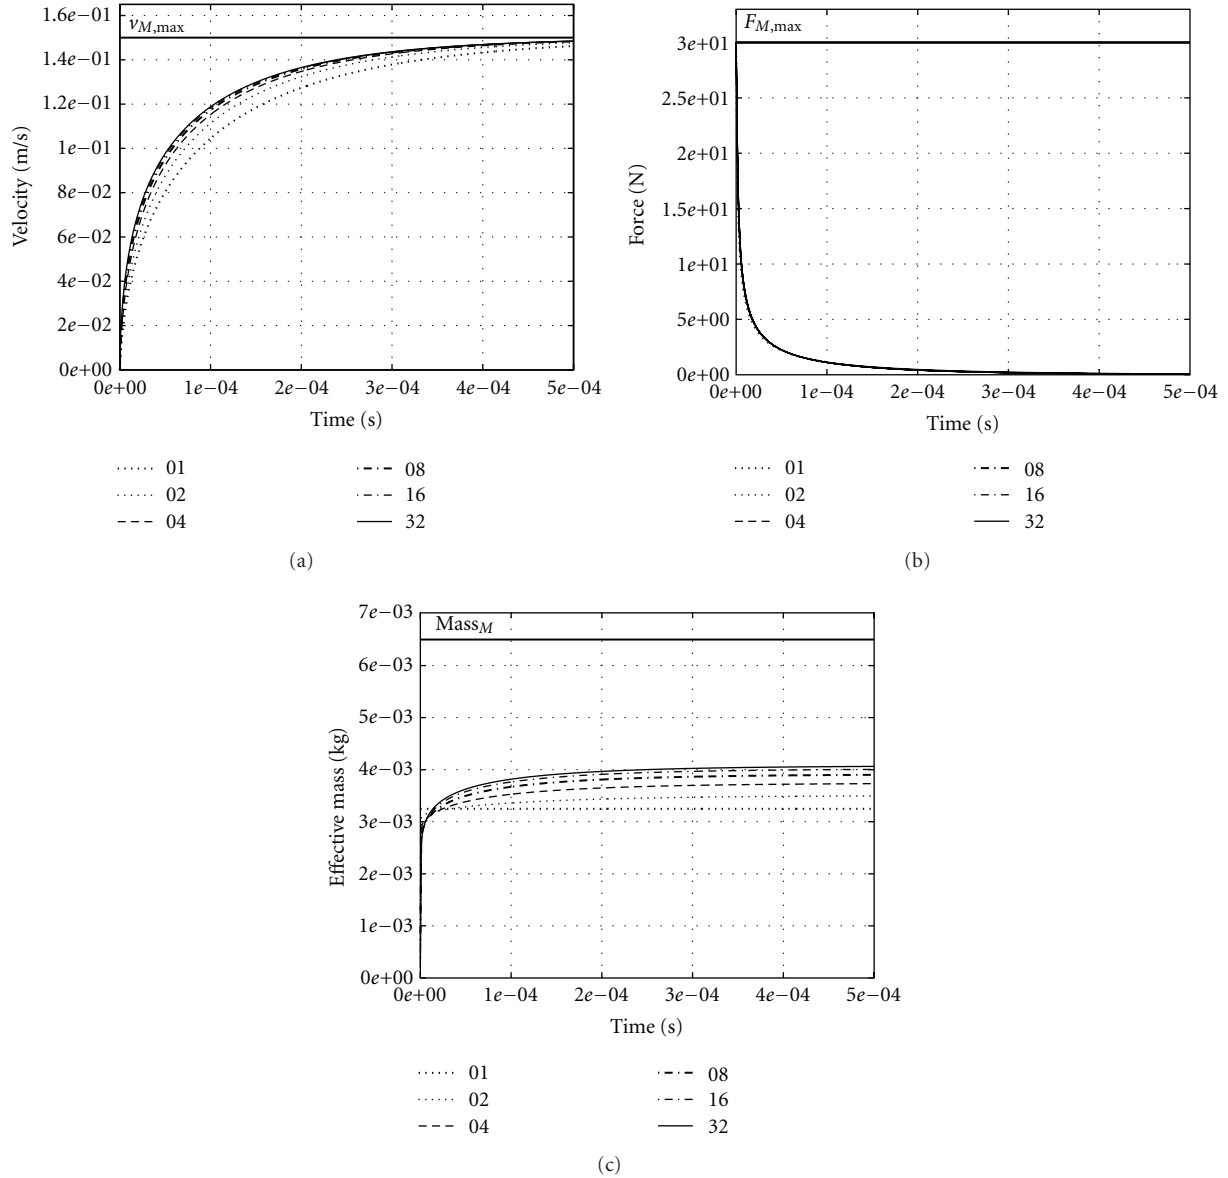 1.6e−01
1.4e−01
1.2e−01
1e−01
8e−02
6e−02
4e−02
2e−02
0e+00
Velocity (m/s)
v_M,max
0e+00 1e−04 2e−04 3e−04 4e−04 5e−04
Time (s)
01
02
04
08
16
32
(a)
3e+01
2.5e+01
2e+01
1.5e+01
1e+01
5e+00
0e+00
Force (N)
F_M,max
0e+00 1e−04 2e−04 3e−04 4e−04 5e−04
Time (s)
01
02
04
08
16
32
(b)
7e−03
6e−03
5e−03
4e−03
3e−03
2e−03
1e−03
0e+00
Effective mass (kg)
Mass_M
0e+00 1e−04 2e−04 3e−04 4e−04 5e−04
Time (s)
01
02
04
08
16
32
(c)